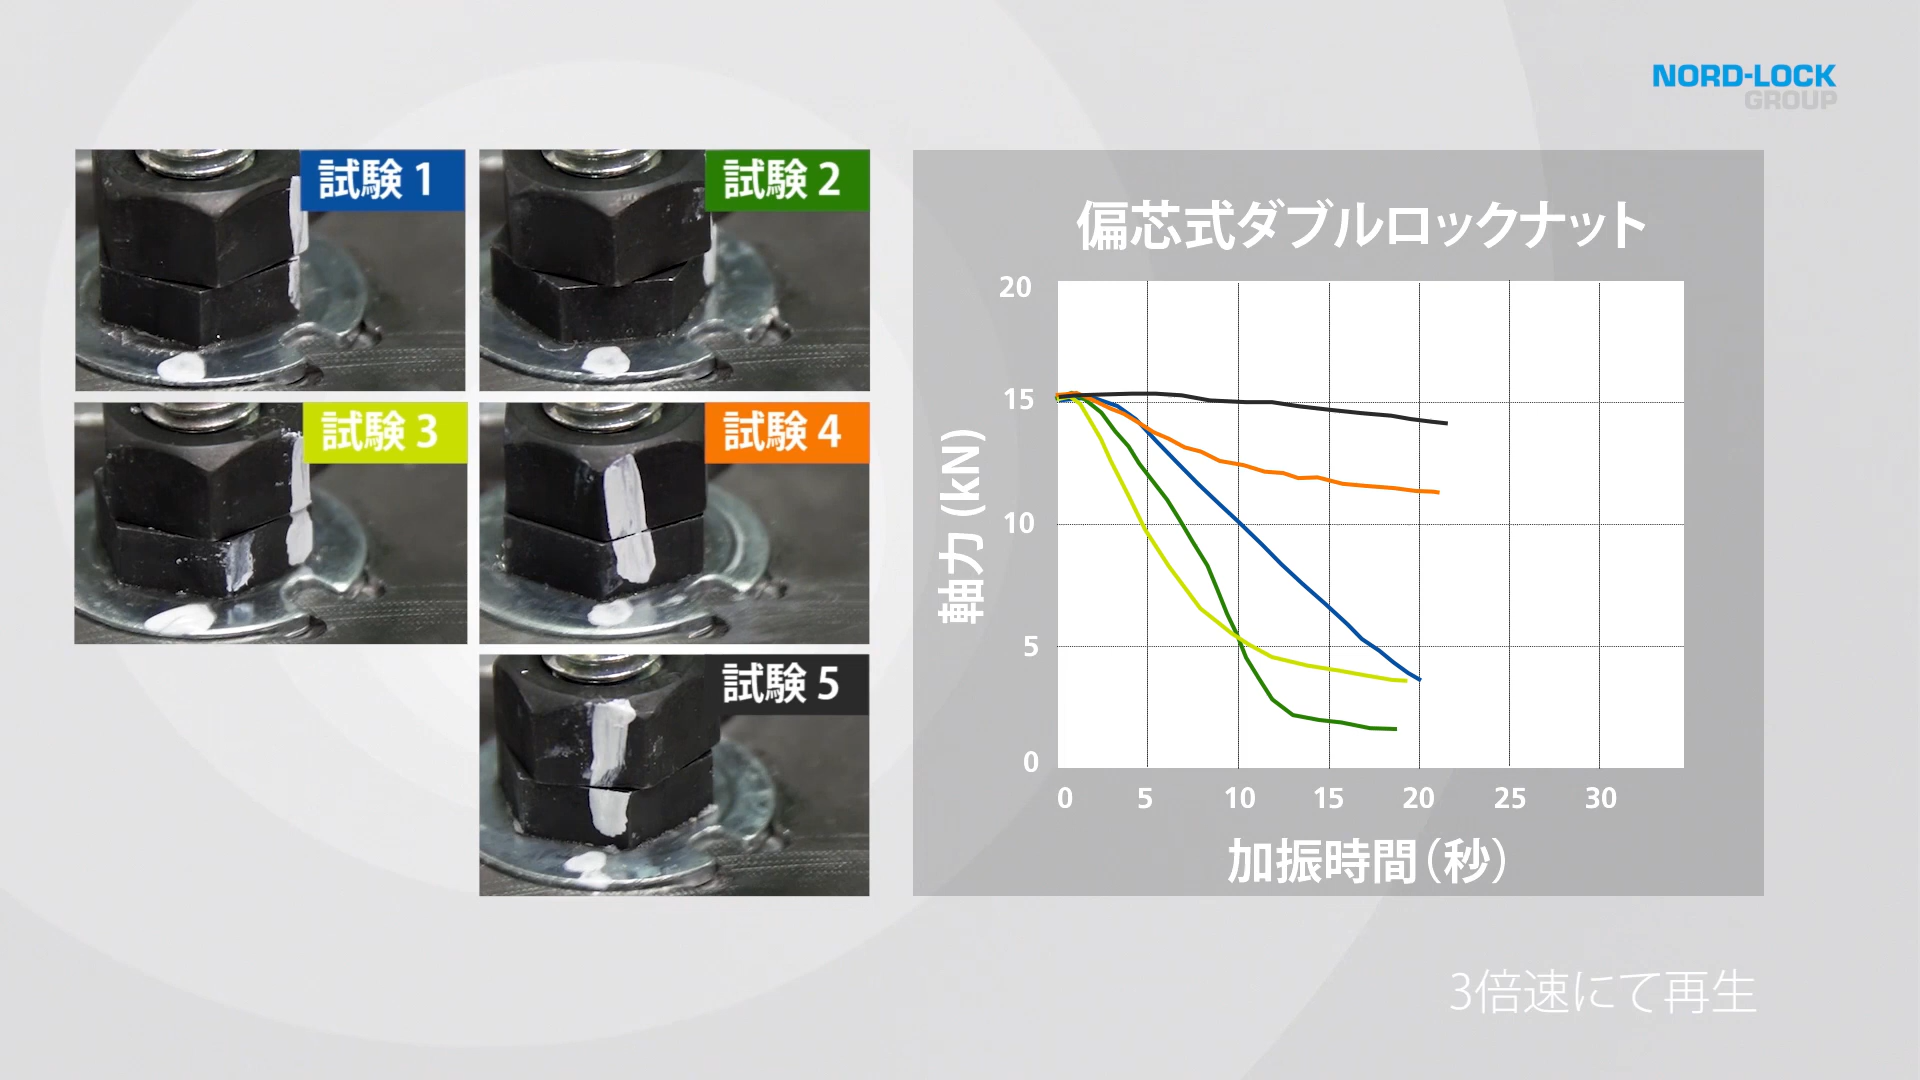 NORD-LOCK
GROUP
試験 1
試験 2
試験 3
試験 4
試験 5
偏芯式ダブルロックナット
20
15
10
5
0
軸力 (kN)
0 5 10 15 20 25 30
加振時間(秒)
3倍速にて再生